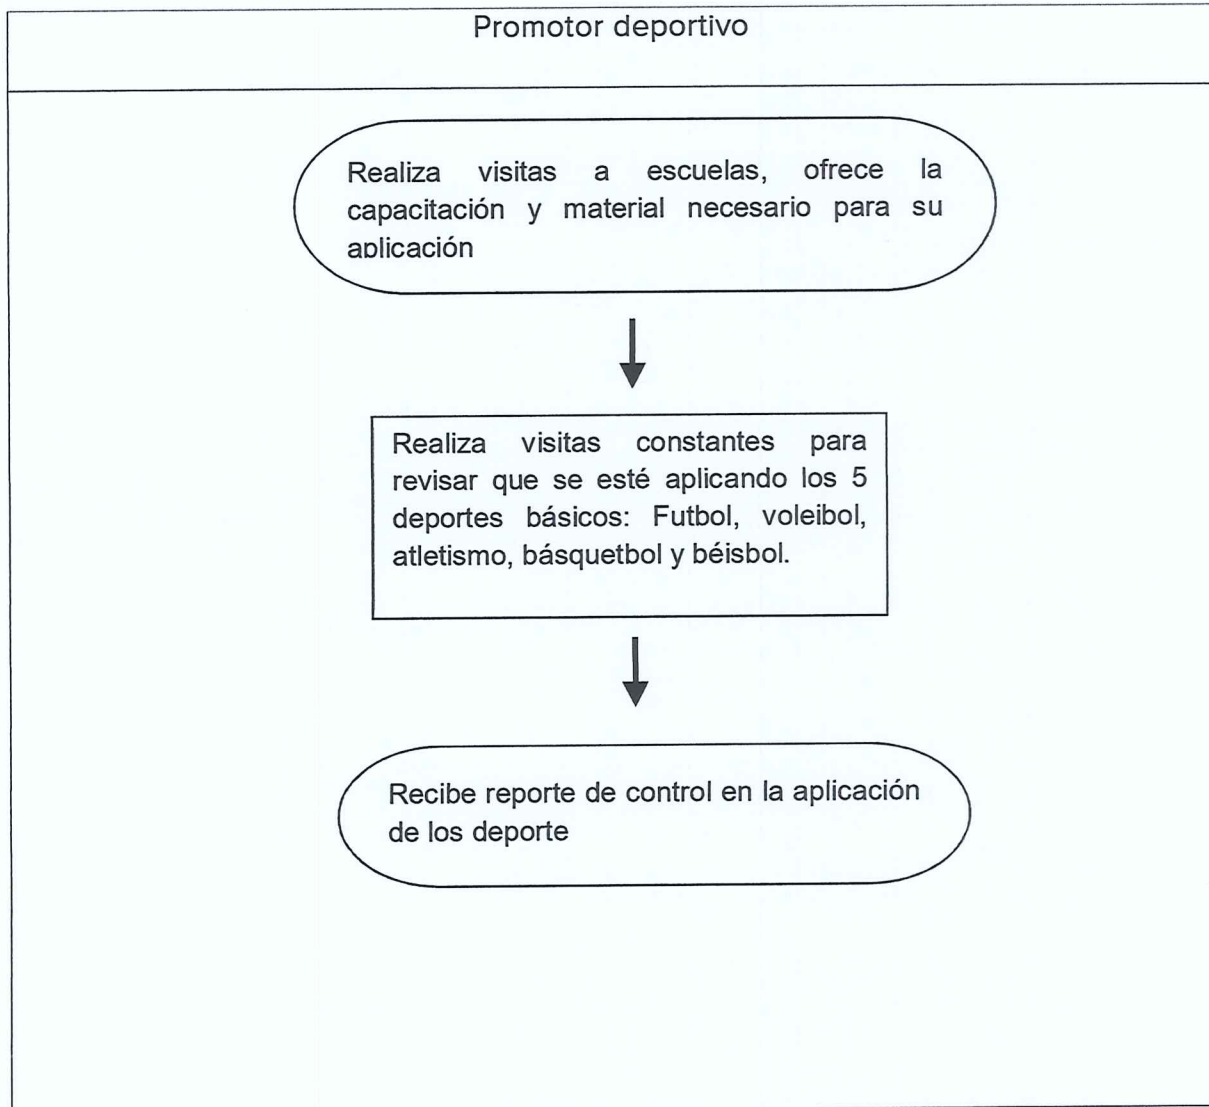 Promotor deportivo
Realiza visitas a escuelas, ofrece la
capacitación y material necesario para su
aplicación
Realiza visitas constantes para
revisar que se esté aplicando los 5
deportes básicos: Futbol, voleibol,
atletismo, básquetbol y béisbol.
Recibe reporte de control en la aplicación
de los deporte